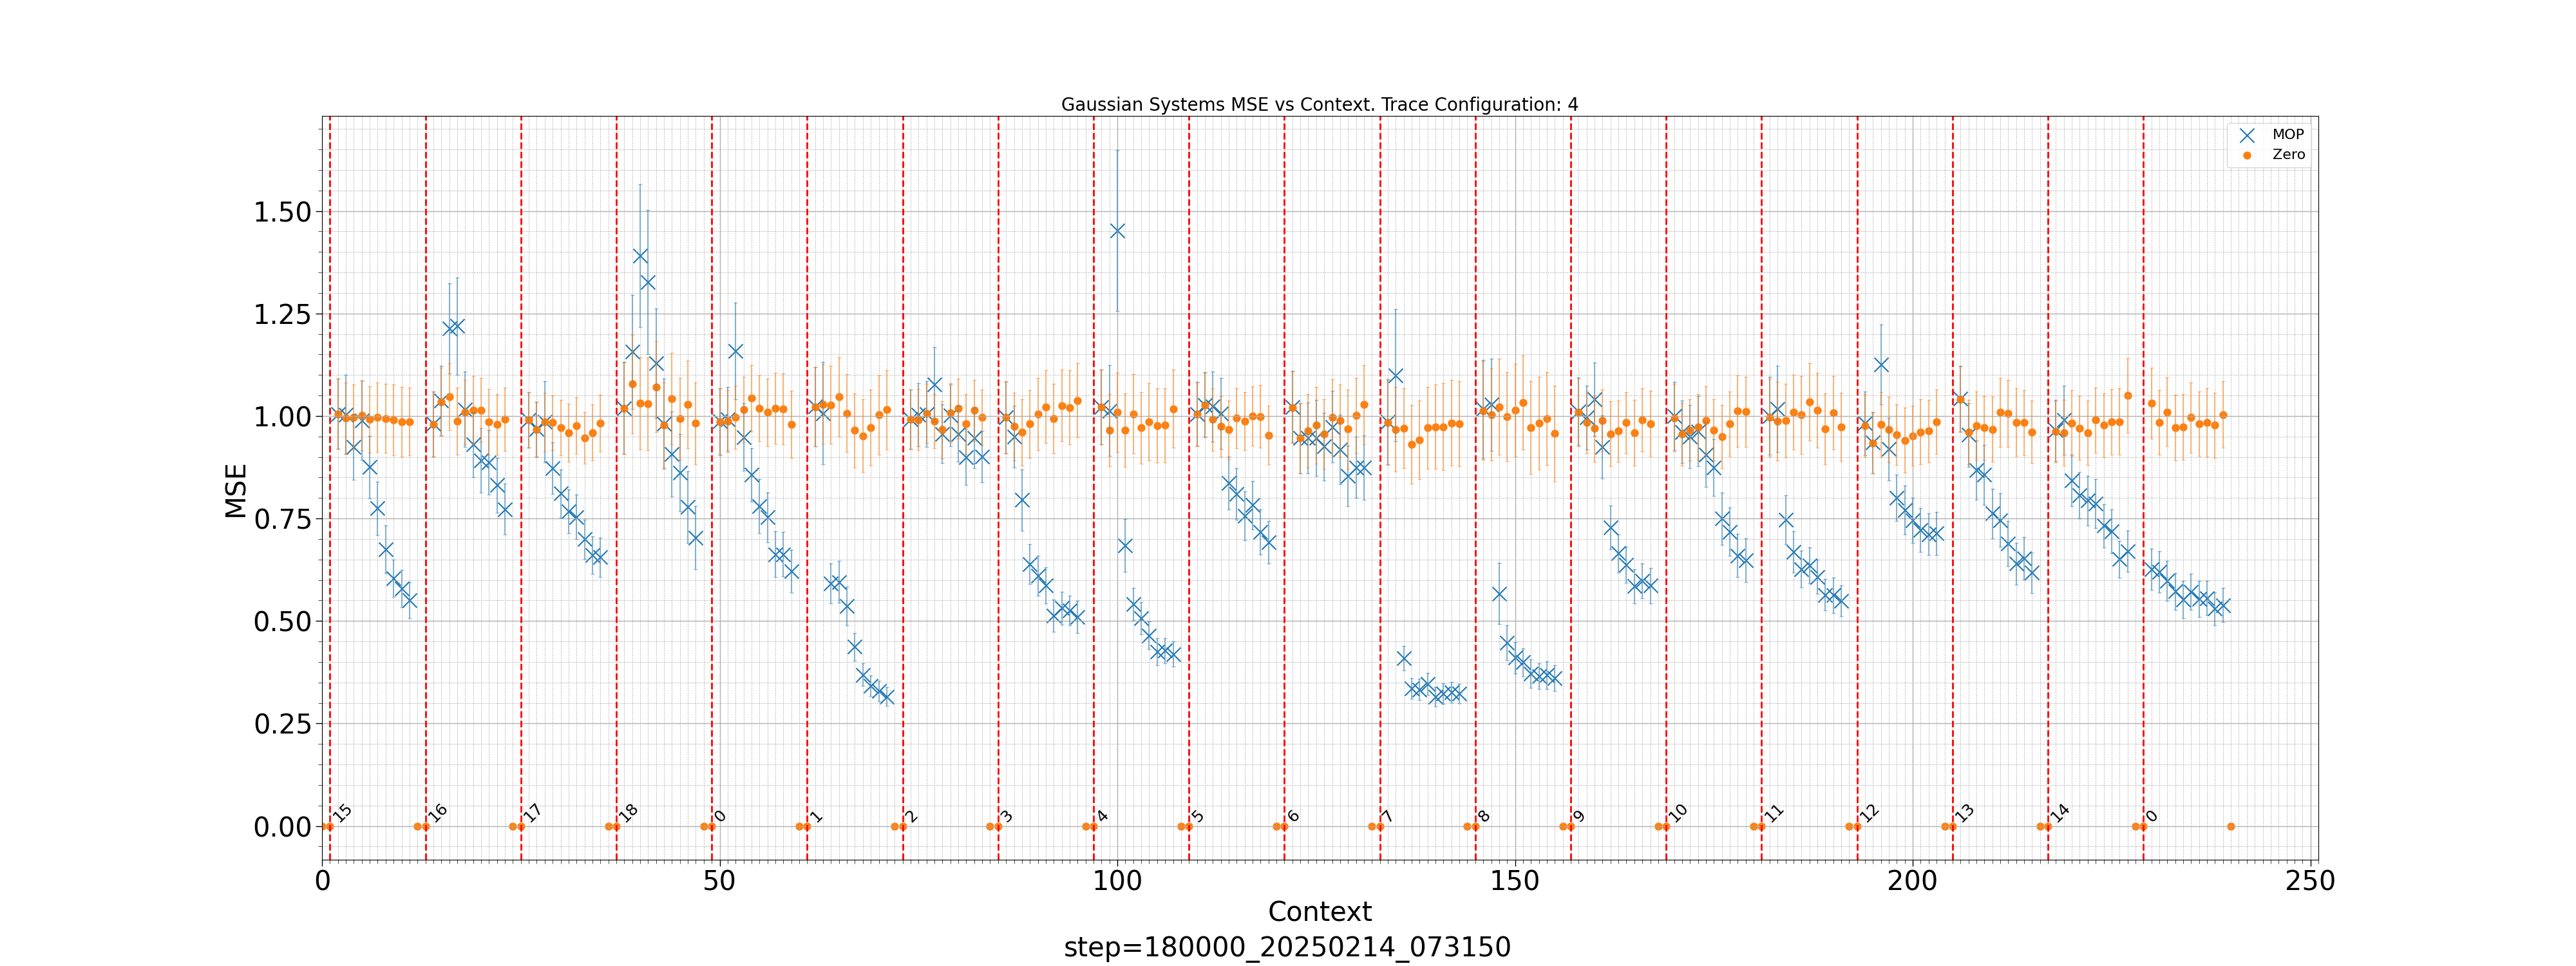 Gaussian Systems MSE vs Context. Trace Configuration: 4
MOP
Zero
MSE
1.50
1.25
1.00
0.75
0.50
0.25
0.00
15 16 17 18 0 1 2 3 4 5 6 7 8 9 10 11 12 13 14 0
0 50 100 150 200 250
Context
step=180000_20250214_073150